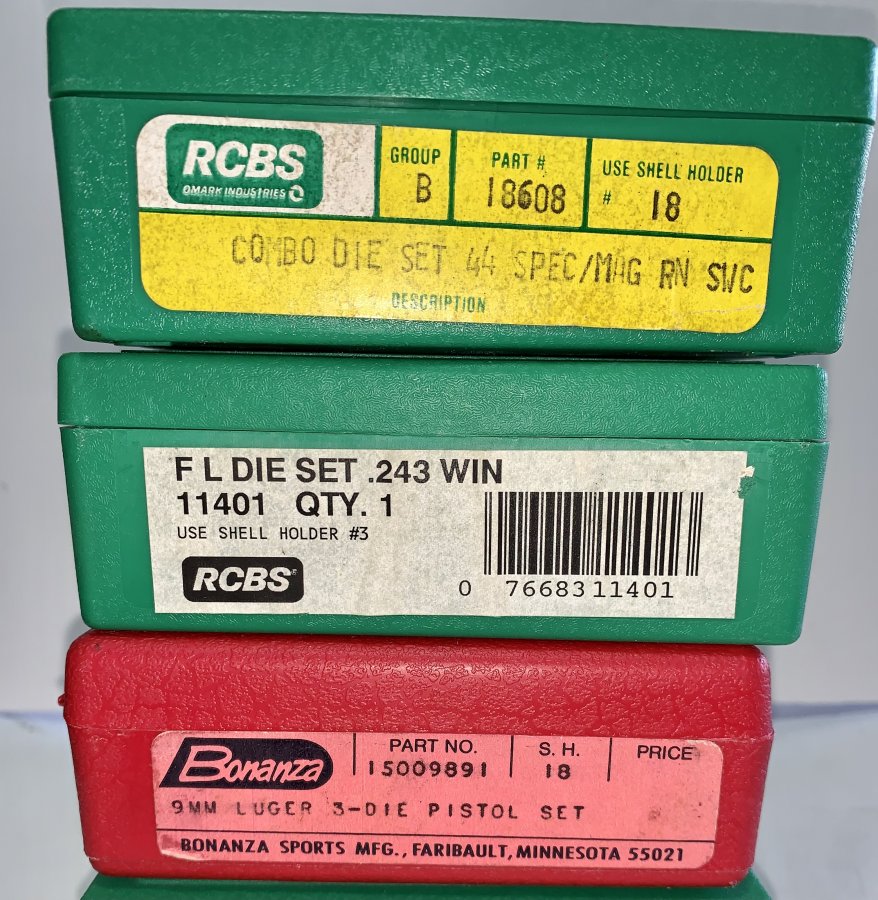 RCBS
OMARK INDUSTRIES
GROUP B
PART # 18608
USE SHELL HOLDER # 18
COMBO DIE SET 44 SPEC/MAG RN SWC
DESCRIPTION
F L DIE SET .243 WIN
11401 QTY. 1
USE SHELL HOLDER #3
RCBS
0 76683 11401
Bonanza
PART NO. 15009891
S. H. 18
PRICE
9MM LUGER 3-DIE PISTOL SET
BONANZA SPORTS MFG., FARIBAULT, MINNESOTA 55021